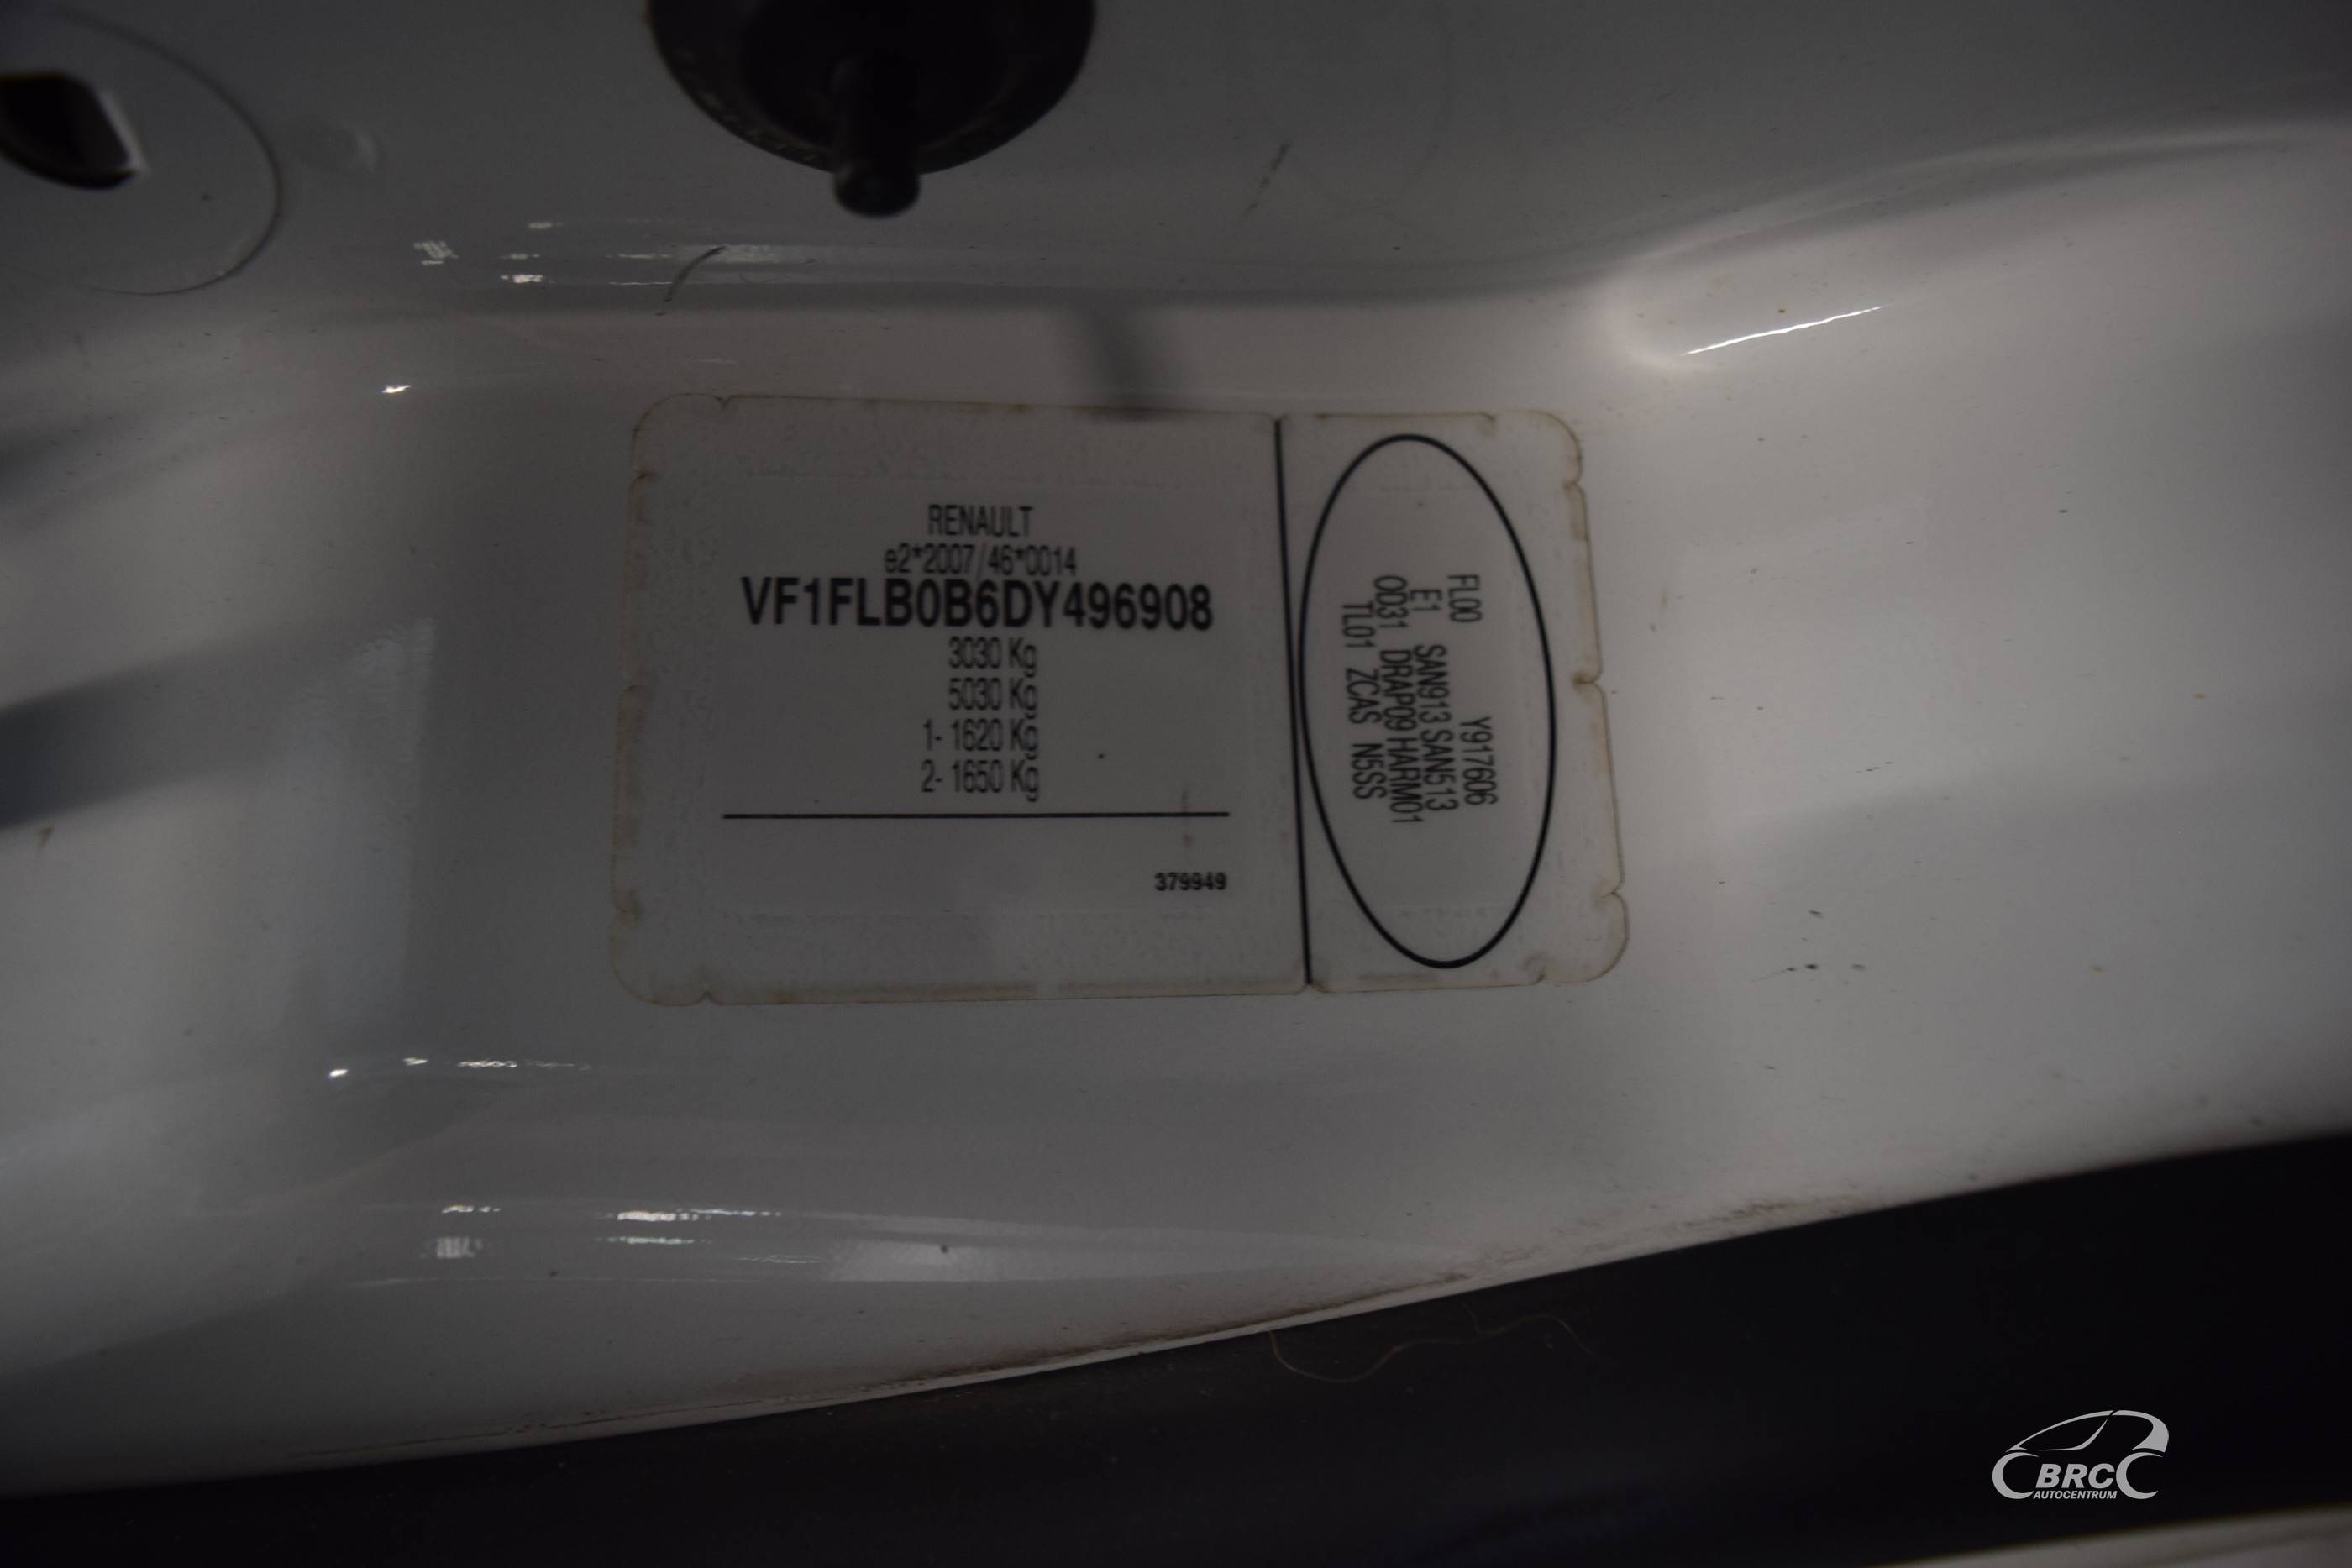 RENAULT
e2*2007/46*0014
VF1FLB0B6DY496908
3030 Kg
5030 Kg
1- 1620 Kg
2- 1650 Kg
379949
FL00 Y917606
E1 SAN913 SAN513
0D31 DRAP09 HARM01
TL01 ZCAS N5SS
BRC
AUTOCENTRUM